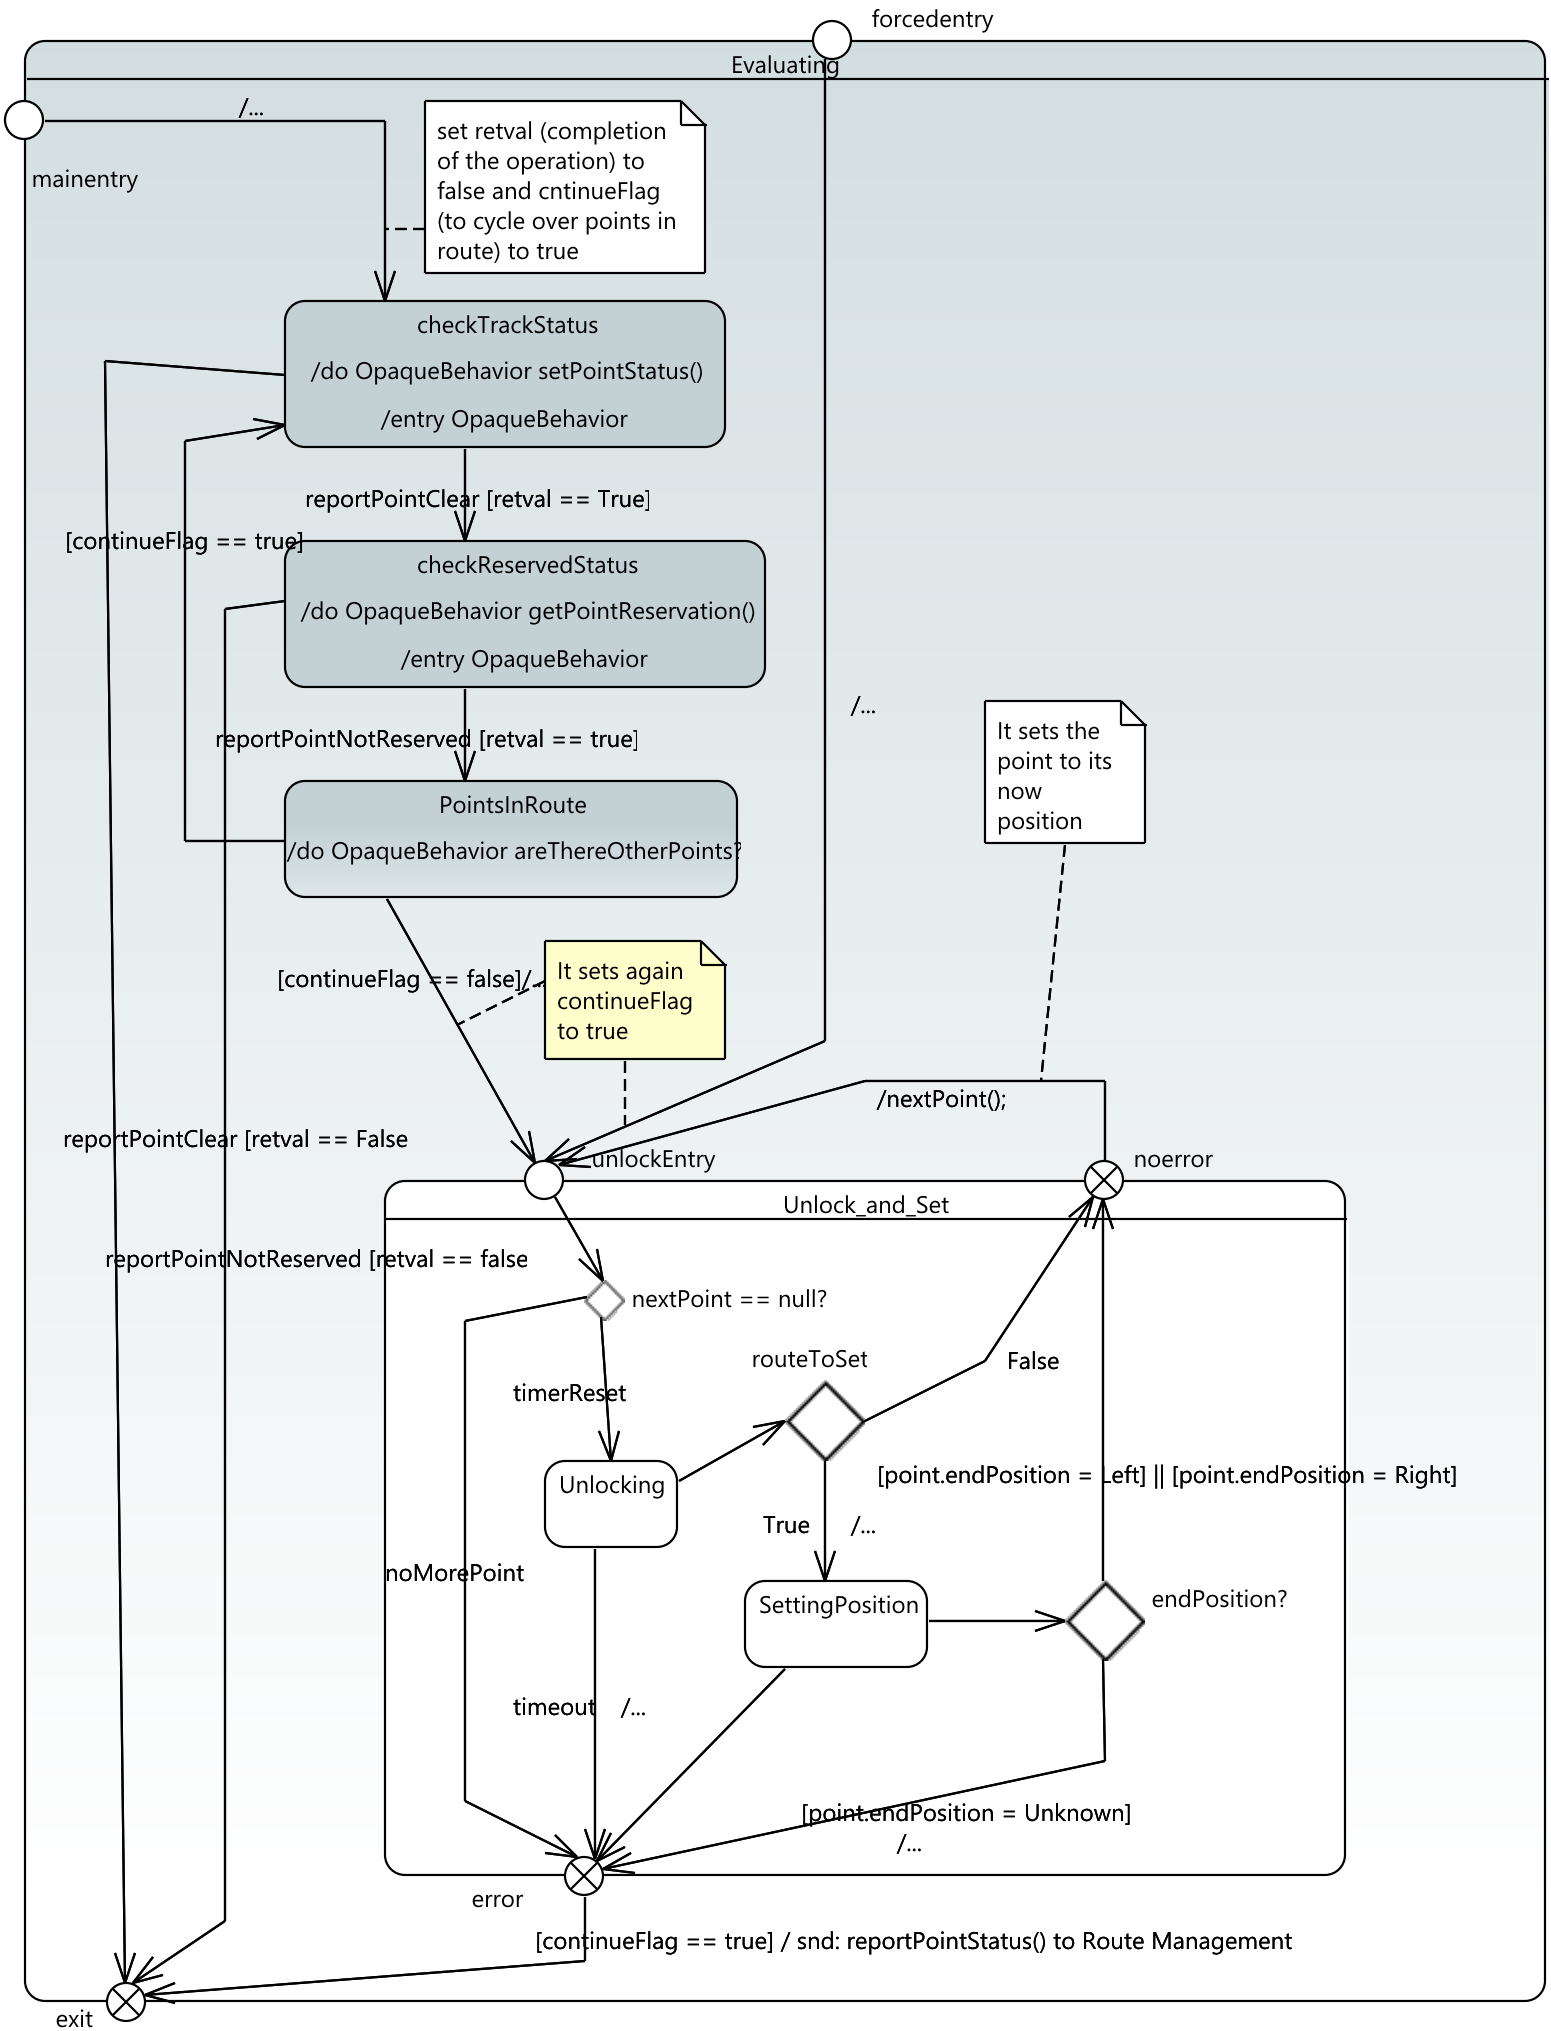 forcedentry
Evaluating
/...
mainentry
set retval (completion
of the operation) to
false and cntinueFlag
(to cycle over points in
route) to true
checkTrackStatus
/do OpaqueBehavior setPointStatus()
/entry OpaqueBehavior
reportPointClear [retval == True]
[continueFlag == true]
checkReservedStatus
/do OpaqueBehavior getPointReservation()
/entry OpaqueBehavior
/...
reportPointNotReserved [retval == true]
It sets the
point to its
now
position
PointsInRoute
/do OpaqueBehavior areThereOtherPoints?
[continueFlag == false]/...
It sets again
continueFlag
to true
/nextPoint();
reportPointClear [retval == False
unlockEntry
noerror
Unlock_and_Set
reportPointNotReserved [retval == false
nextPoint == null?
routeToSet
False
timerReset
[point.endPosition = Left] || [point.endPosition = Right]
Unlocking
True /...
noMorePoint
SettingPosition
endPosition?
timeout /...
[point.endPosition = Unknown]
/...
error
[continueFlag == true] / snd: reportPointStatus() to Route Management
exit